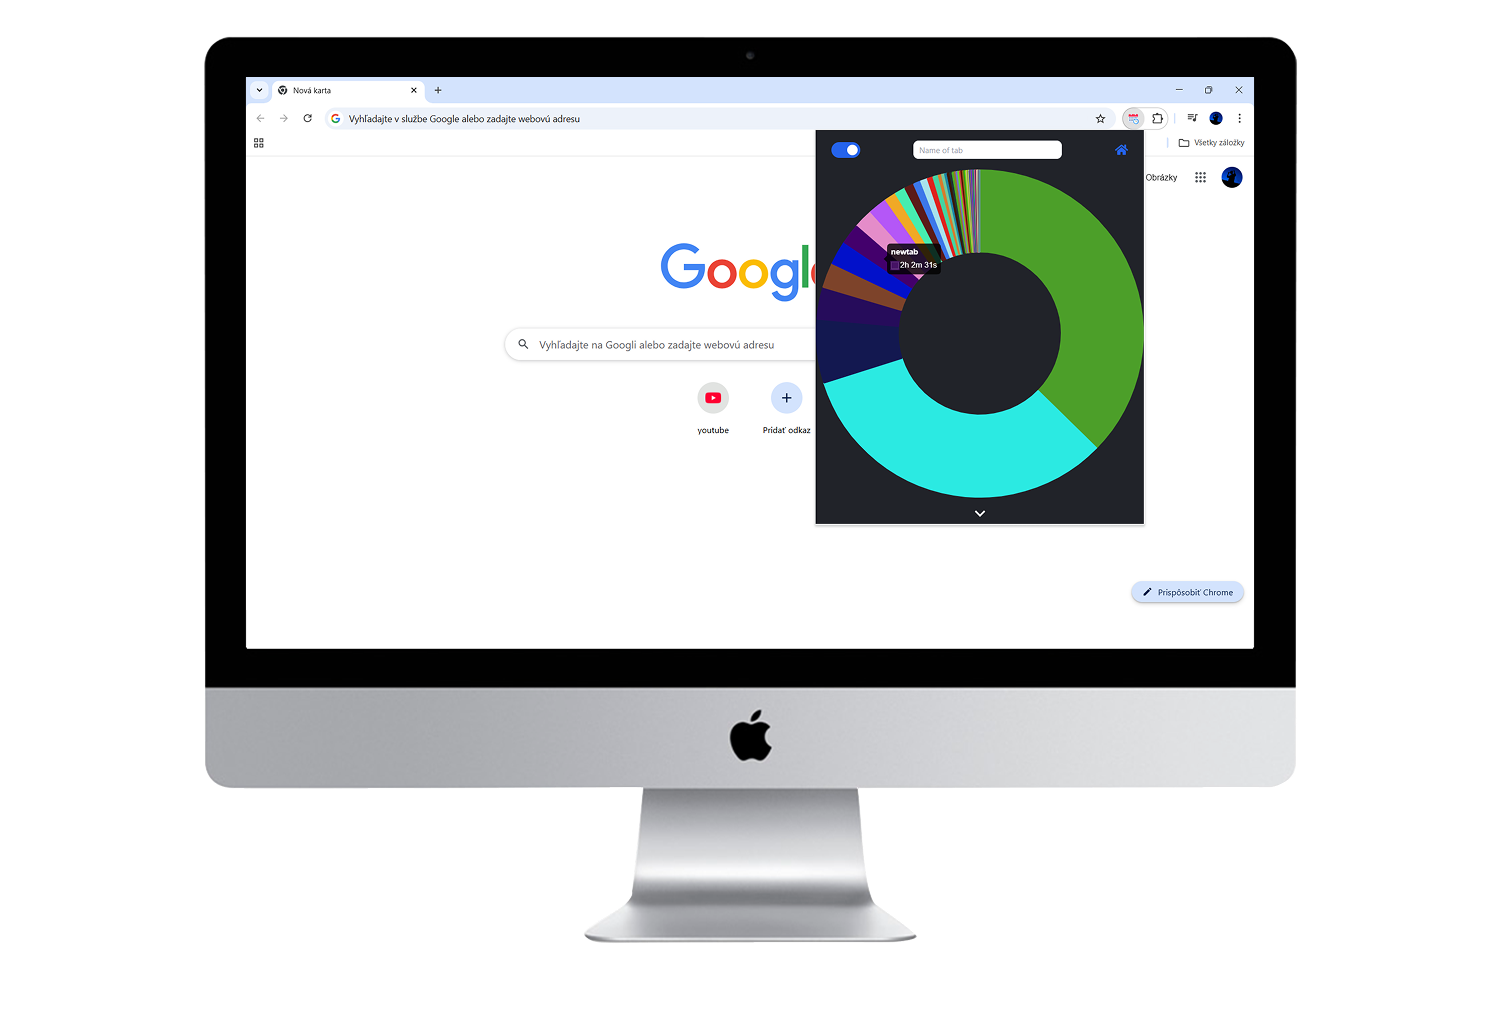 Nová karta
Vyhľadajte v službe Google alebo zadajte webovú adresu
Všetky záložky
Name of tab
Obrázky
newtab
2h 2m 31s
Googl
Vyhľadajte na Googli alebo zadajte webovú adresu
youtube
Pridať odkaz
Prispôsobiť Chrome